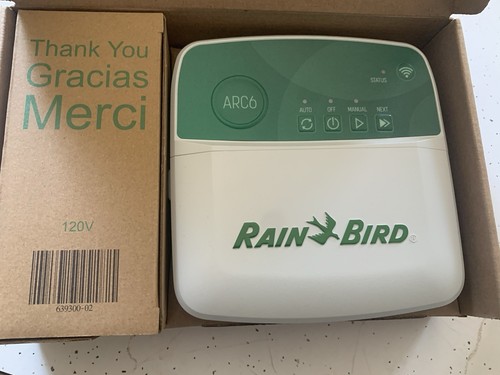 Thank You
Gracias
Merci
120V
639300-02
ARC6
STATUS
AUTO OFF MANUAL NEXT
RAIN BIRD